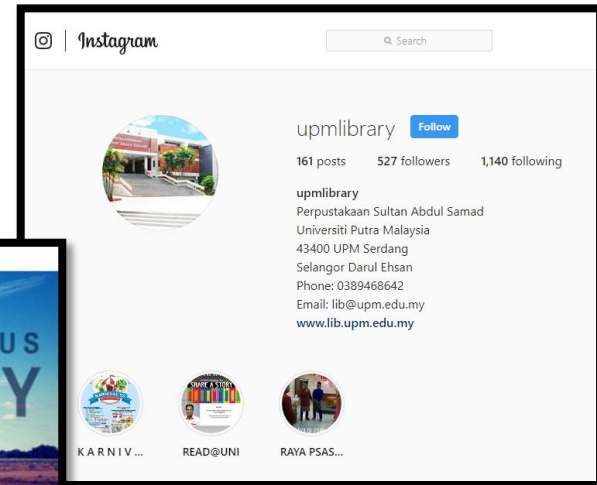 Instagram
Search
upmlibrary Follow
161 posts 527 followers 1,140 following
upmlibrary
Perpustakaan Sultan Abdul Samad
Universiti Putra Malaysia
43400 UPM Serdang
Selangor Darul Ehsan
Phone: 0389468642
Email: lib@upm.edu.my
www.lib.upm.edu.my
US
Y
SHARE A STORY
K A R N I V ...
READ@UNI
RAYA PSAS...